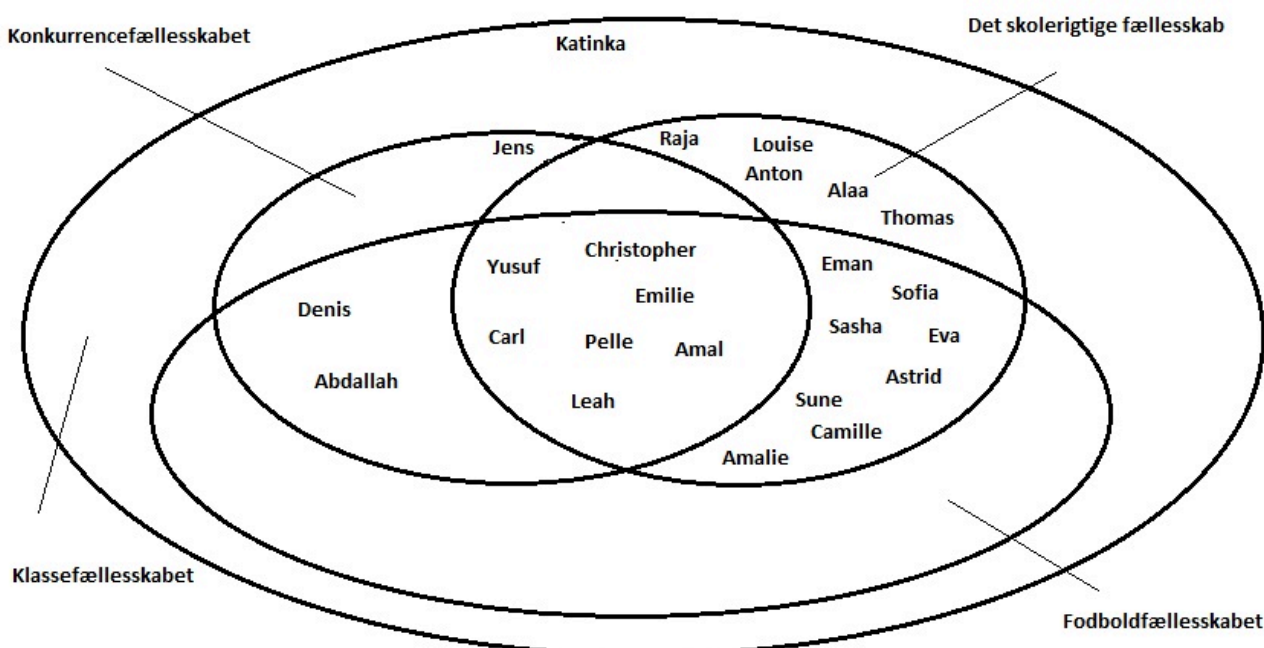 Konkurrencefællesskabet
Det skolerigtige fællesskab
Katinka
Jens
Raja
Louise
Anton
Alaa
Thomas
Yusuf
Christopher
Eman
Emilie
Sofia
Denis
Carl
Pelle
Amal
Sasha
Eva
Abdallah
Astrid
Leah
Sune
Camille
Amalie
Klassefællesskabet
Fodboldfællesskabet